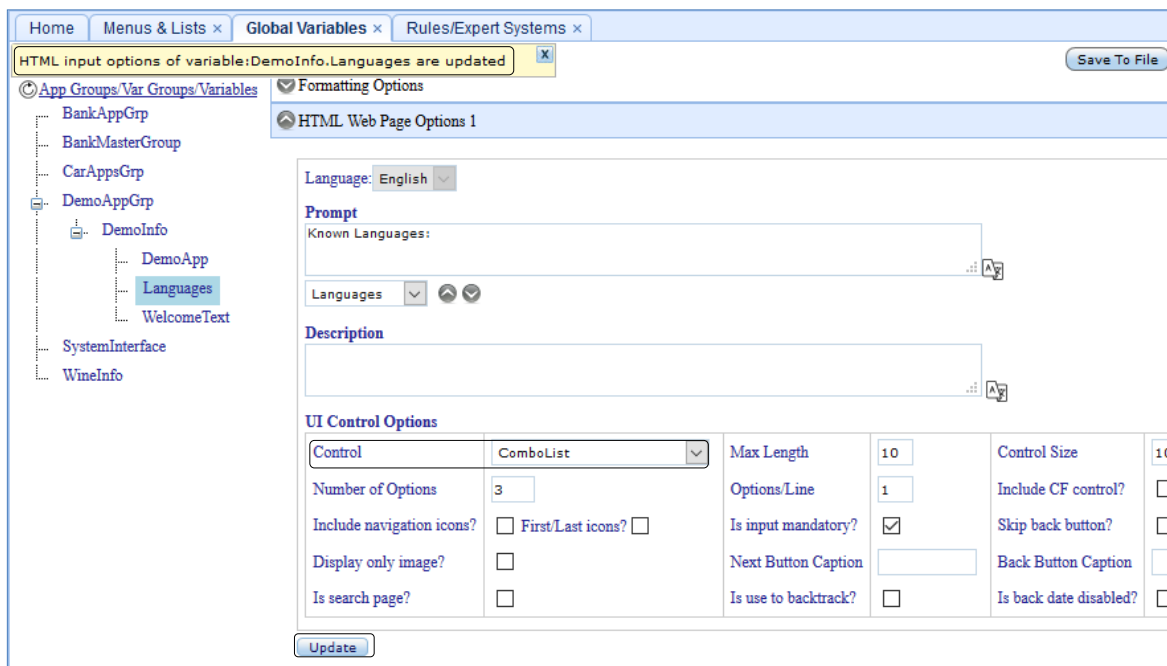 Home Menus & Lists × Global Variables × Rules/Expert Systems ×
HTML input options of variable:DemoInfo.Languages are updated X
Save To File
App Groups/Var Groups/Variables
BankAppGrp
BankMasterGroup
CarAppsGrp
DemoAppGrp
DemoInfo
DemoApp
Languages
WelcomeText
SystemInterface
WineInfo
Formatting Options
HTML Web Page Options 1
Language: English
Prompt
Known Languages:
Languages
Description
UI Control Options
Control ComboList Max Length 10 Control Size 10
Number of Options 3 Options/Line 1 Include CF control?
Include navigation icons? First/Last icons? Is input mandatory? Skip back button?
Display only image? Next Button Caption Back Button Caption
Is search page? Is use to backtrack? Is back date disabled?
Update